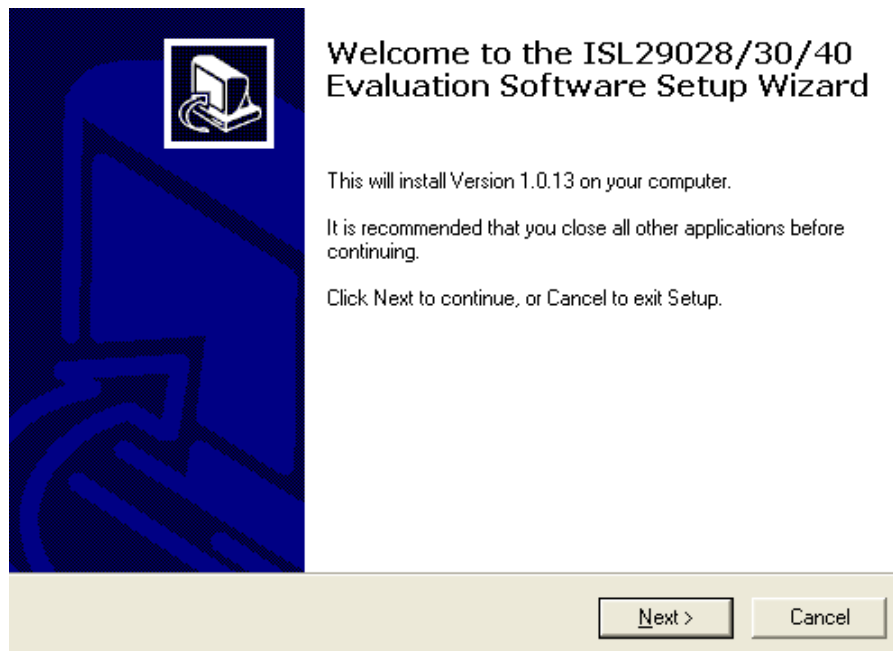 Welcome to the ISL29028/30/40
Evaluation Software Setup Wizard
This will install Version 1.0.13 on your computer.
It is recommended that you close all other applications before
continuing.
Click Next to continue, or Cancel to exit Setup.
Next >
Cancel